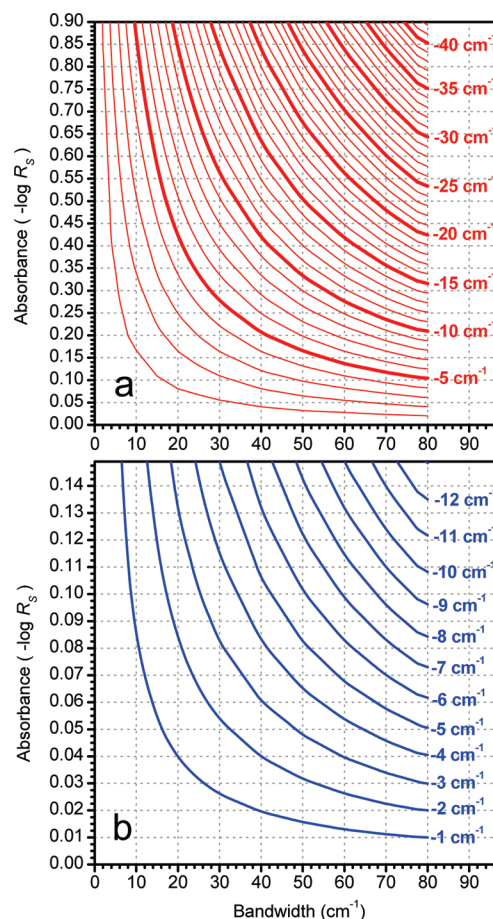 0.90
0.85
0.80
0.75
0.70
0.65
0.60
0.55
0.50
0.45
0.40
0.35
0.30
0.25
0.20
0.15
0.10
0.05
0.00
Absorbance ( -log R_S )
-40 cm⁻¹
-35 cm⁻¹
-30 cm⁻¹
-25 cm⁻¹
-20 cm⁻¹
-15 cm⁻¹
-10 cm⁻¹
-5 cm⁻¹
a
0 10 20 30 40 50 60 70 80 90
0.14
0.13
0.12
0.11
0.10
0.09
0.08
0.07
0.06
0.05
0.04
0.03
0.02
0.01
0.00
Absorbance ( -log R_S )
-12 cm⁻¹
-11 cm⁻¹
-10 cm⁻¹
-9 cm⁻¹
-8 cm⁻¹
-7 cm⁻¹
-6 cm⁻¹
-5 cm⁻¹
-4 cm⁻¹
-3 cm⁻¹
-2 cm⁻¹
-1 cm⁻¹
b
0 10 20 30 40 50 60 70 80 90
Bandwidth (cm⁻¹)